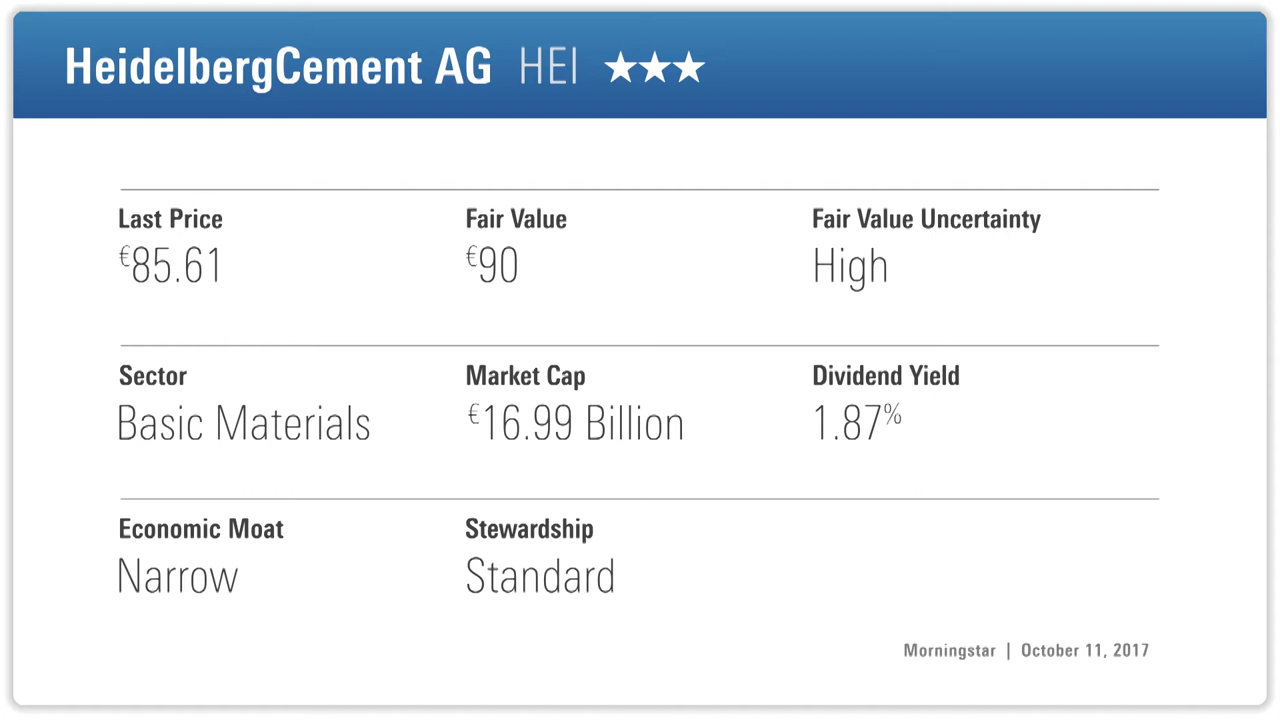 HeidelbergCement AG HEI ★★★
Last Price Fair Value Fair Value Uncertainty
€85.61 €90 High
Sector Market Cap Dividend Yield
Basic Materials €16.99 Billion 1.87%
Economic Moat Stewardship
Narrow Standard
Morningstar | October 11, 2017